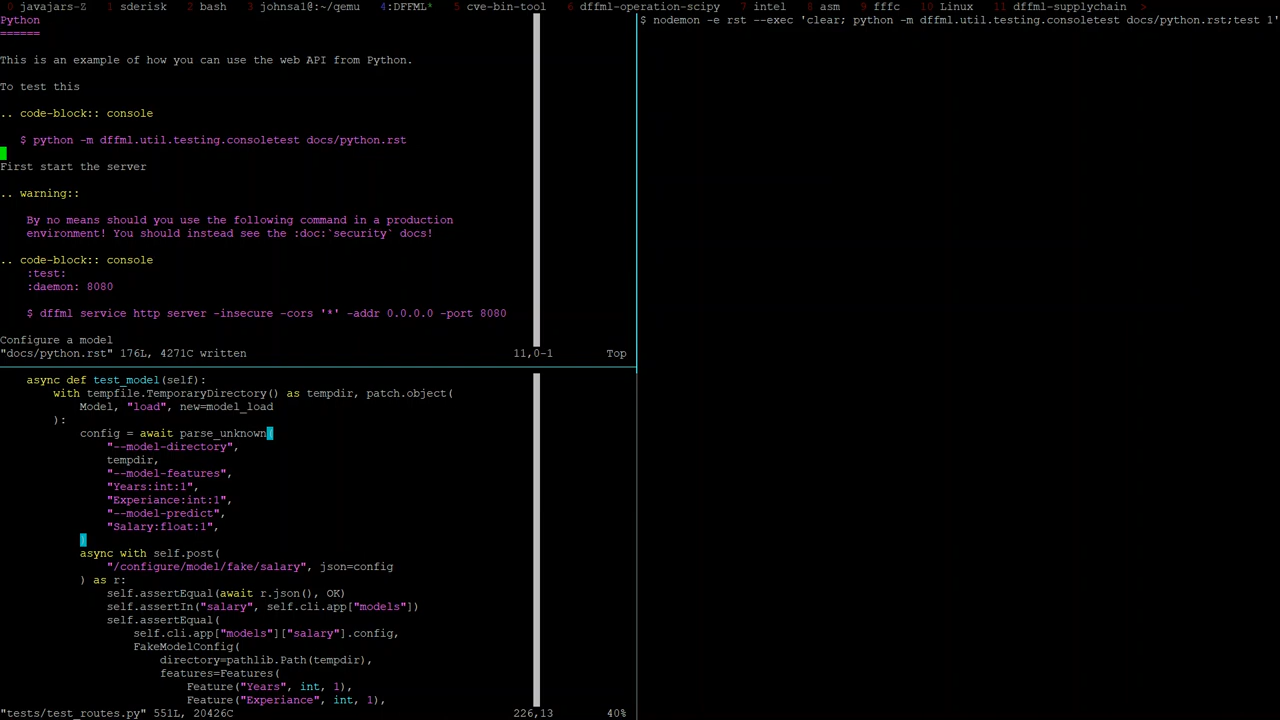 0 javajars-Z 1 sderisk 2 bash 3 johnsa1@:~/qemu 4:DFFML* 5 cve-bin-tool 6 dffml-operation-scipy 7 intel 8 asm 9 fffc 10 Linux 11 dffml-supplychain >
Python
======
This is an example of how you can use the web API from Python.
To test this
.. code-block:: console
$ python -m dffml.util.testing.consoletest docs/python.rst
First start the server
.. warning::
By no means should you use the following command in a production
environment! You should instead see the :doc:`security` docs!
.. code-block:: console
:test:
:daemon: 8080
$ dffml service http server -insecure -cors '*' -addr 0.0.0.0 -port 8080
Configure a model
"docs/python.rst" 176L, 4271C written 11,0-1 Top
async def test_model(self):
with tempfile.TemporaryDirectory() as tempdir, patch.object(
Model, "load", new=model_load
):
config = await parse_unknown(
"--model-directory",
tempdir,
"--model-features",
"Years:int:1",
"Experiance:int:1",
"--model-predict",
"Salary:float:1",
)
async with self.post(
"/configure/model/fake/salary", json=config
) as r:
self.assertEqual(await r.json(), OK)
self.assertIn("salary", self.cli.app["models"])
self.assertEqual(
self.cli.app["models"]["salary"].config,
FakeModelConfig(
directory=pathlib.Path(tempdir),
features=Features(
Feature("Years", int, 1),
Feature("Experiance", int, 1),
"tests/test_routes.py" 551L, 20426C 226,13 40%
$ nodemon -e rst --exec 'clear; python -m dffml.util.testing.consoletest docs/python.rst;test 1'